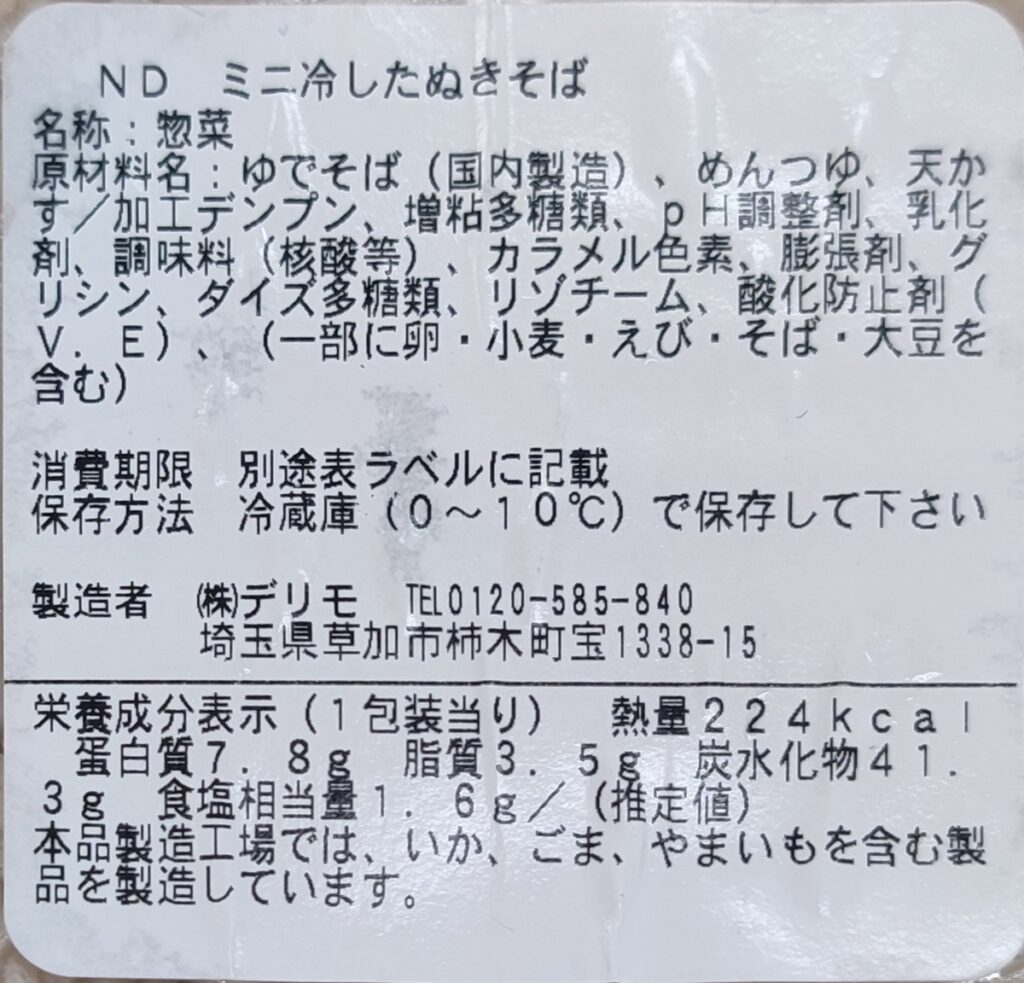 ND ミニ冷したぬきそば
名称：惣菜
原材料名：ゆでそば（国内製造）、めんつゆ、天か
す／加工デンプン、増粘多糖類、ｐＨ調整剤、乳化
剤、調味料（核酸等）、カラメル色素、膨張剤、グ
リシン、ダイズ多糖類、リゾチーム、酸化防止剤（
Ｖ．Ｅ）、（一部に卵・小麦・えび・そば・大豆を
含む）
消費期限 別途表ラベルに記載
保存方法 冷蔵庫（０～１０℃）で保存して下さい
製造者 ㈱デリモ TEL0120-585-840
埼玉県草加市柿木町宝1338-15
栄養成分表示（１包装当り） 熱量２２４ｋｃａｌ
蛋白質７．８ｇ 脂質３．５ｇ 炭水化物４１．
３ｇ 食塩相当量１．６ｇ／（推定値）
本品製造工場では、いか、ごま、やまいもを含む製
品を製造しています。